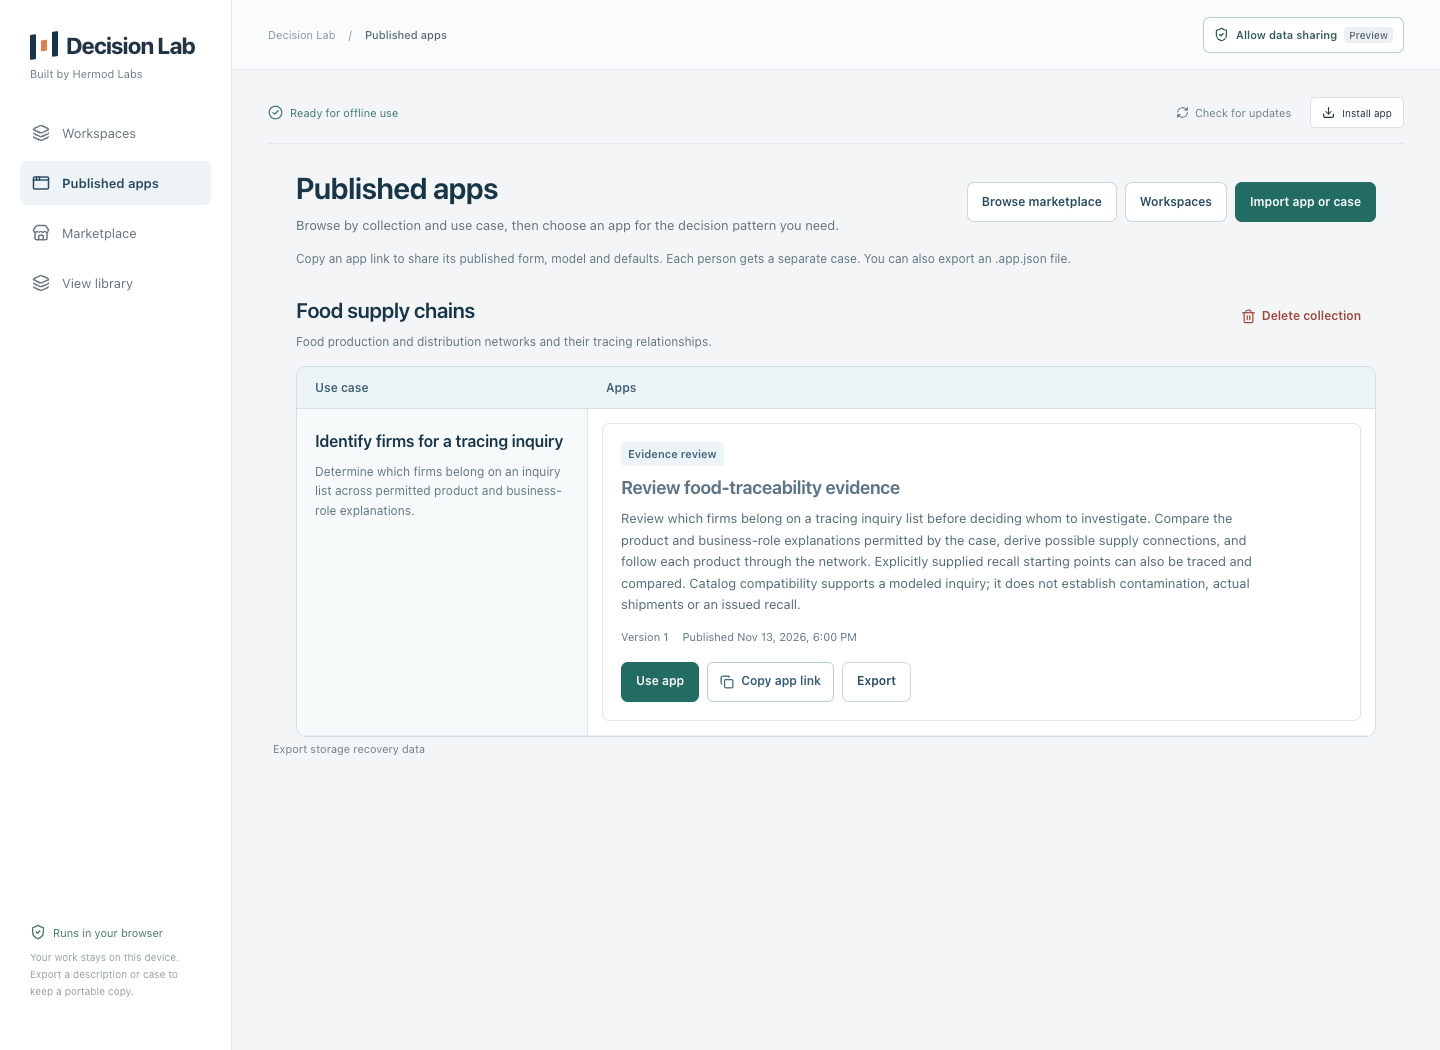 Decision Lab
Built by Hermod Labs
Workspaces
Published apps
Marketplace
View library
Runs in your browser
Your work stays on this device.
Export a description or case to
keep a portable copy.
Decision Lab / Published apps
Allow data sharing Preview
Ready for offline use
Check for updates
Install app
Published apps
Browse by collection and use case, then choose an app for the decision pattern you need.
Browse marketplace
Workspaces
Import app or case
Copy an app link to share its published form, model and defaults. Each person gets a separate case. You can also export an .app.json file.
Food supply chains
Delete collection
Food production and distribution networks and their tracing relationships.
Use case
Apps
Identify firms for a tracing inquiry
Determine which firms belong on an inquiry
list across permitted product and business-
role explanations.
Evidence review
Review food-traceability evidence
Review which firms belong on a tracing inquiry list before deciding whom to investigate. Compare the
product and business-role explanations permitted by the case, derive possible supply connections, and
follow each product through the network. Explicitly supplied recall starting points can also be traced and
compared. Catalog compatibility supports a modeled inquiry; it does not establish contamination, actual
shipments or an issued recall.
Version 1 Published Nov 13, 2026, 6:00 PM
Use app
Copy app link
Export
Export storage recovery data